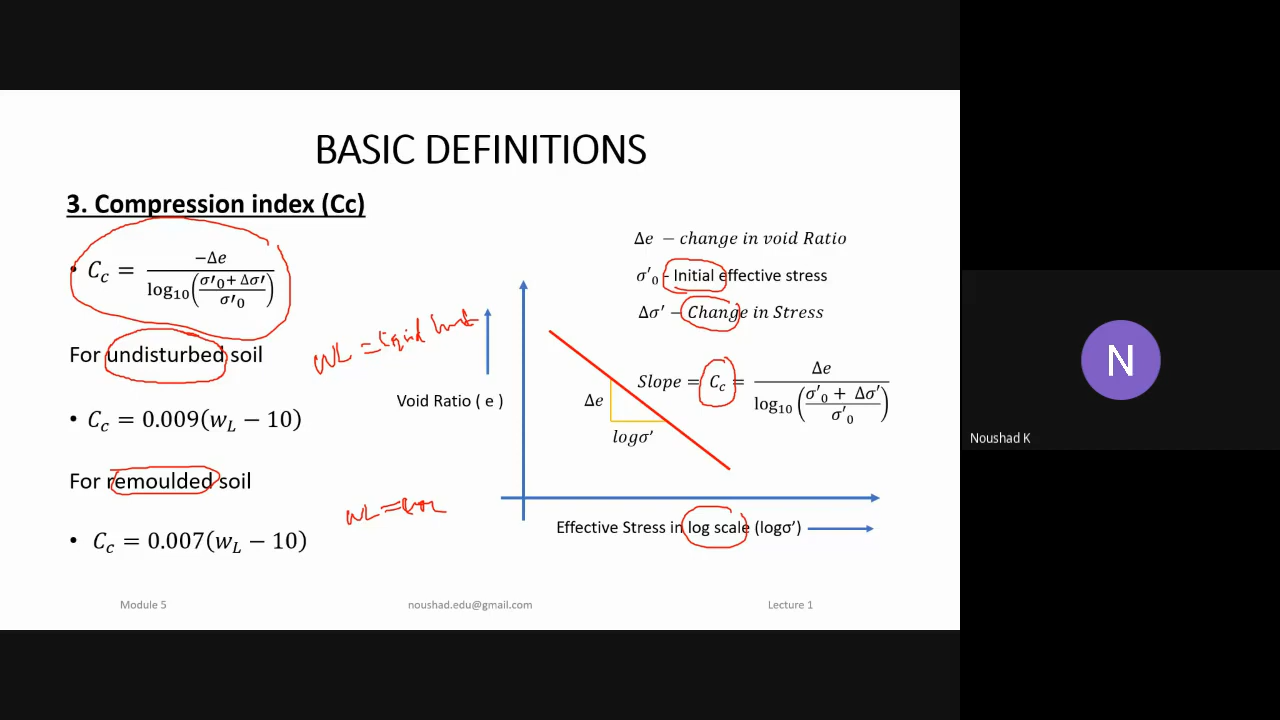 BASIC DEFINITIONS
3. Compression index (Cc)
• C_c = −Δe / log₁₀((σ′₀ + Δσ′)/σ′₀)
For undisturbed soil
• C_c = 0.009(w_L − 10)
For remoulded soil
• C_c = 0.007(w_L − 10)
WL = liquid limit
WL =
Δe − change in void Ratio
σ′₀ - Initial effective stress
Δσ′ − Change in Stress
Slope = C_c = Δe / log₁₀((σ′₀ + Δσ′)/σ′₀)
Void Ratio ( e )
Δe
logσ′
Effective Stress in log scale (logσ′)
Module 5
noushad.edu@gmail.com
Lecture 1
N
Noushad K